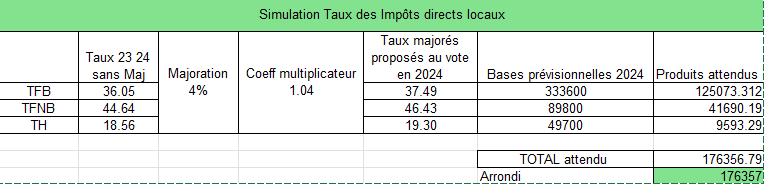 Simulation Taux des Impôts directs locaux
Taux 23 24 sans Maj Majoration 4% Coeff multiplicateur 1.04 Taux majorés proposés au vote en 2024 Bases prévisionnelles 2024 Produits attendus
TFB 36.05 37.49 333600 125073.312
TFNB 44.64 46.43 89800 41690.19
TH 18.56 19.30 49700 9593.29
TOTAL attendu 176356.79
Arrondi 176357